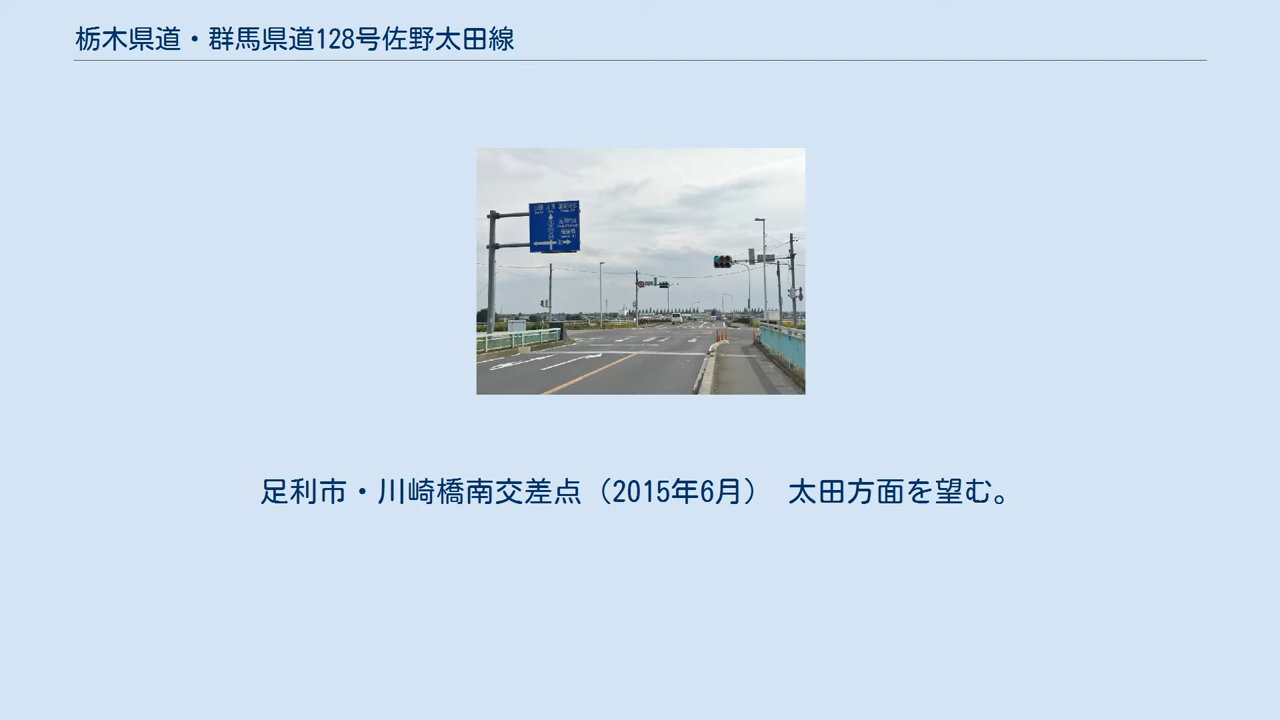 栃木県道・群馬県道128号佐野太田線
足利市・川崎橋南交差点（2015年6月）　太田方面を望む。